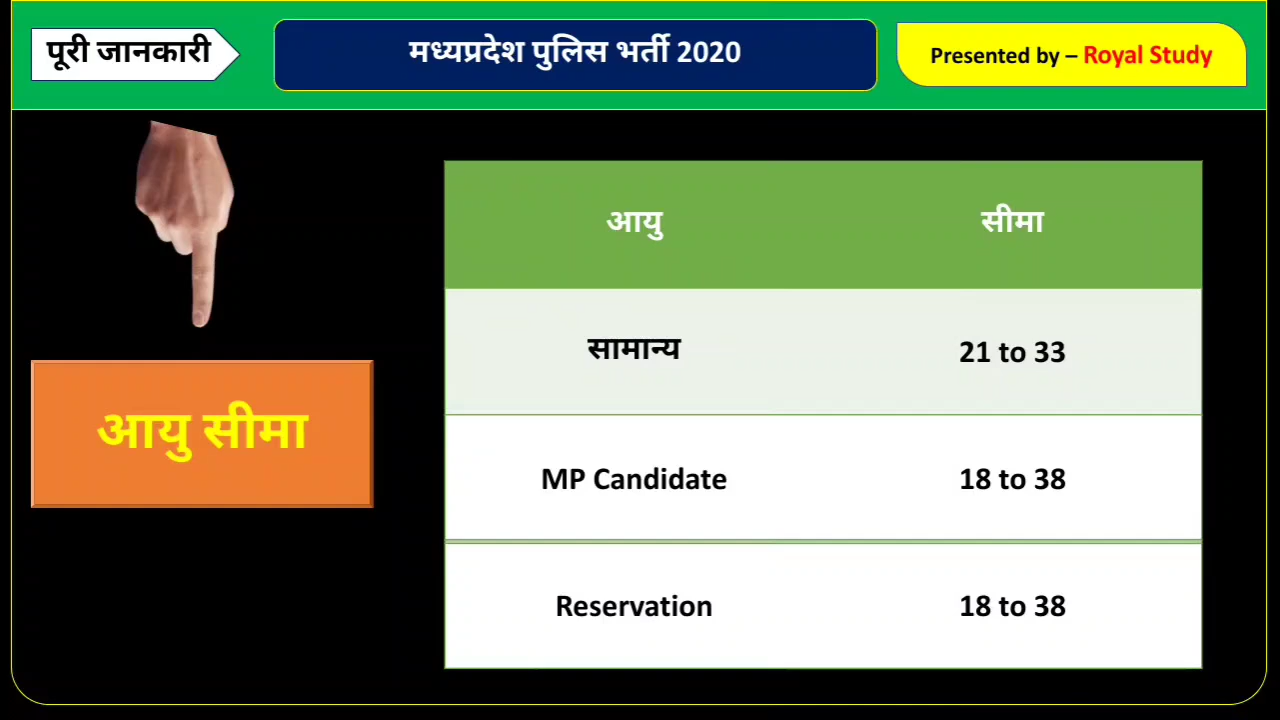 पूरी जानकारी
मध्यप्रदेश पुलिस भर्ती 2020
Presented by – Royal Study
आयु सीमा
आयु सीमा
सामान्य 21 to 33
MP Candidate 18 to 38
Reservation 18 to 38